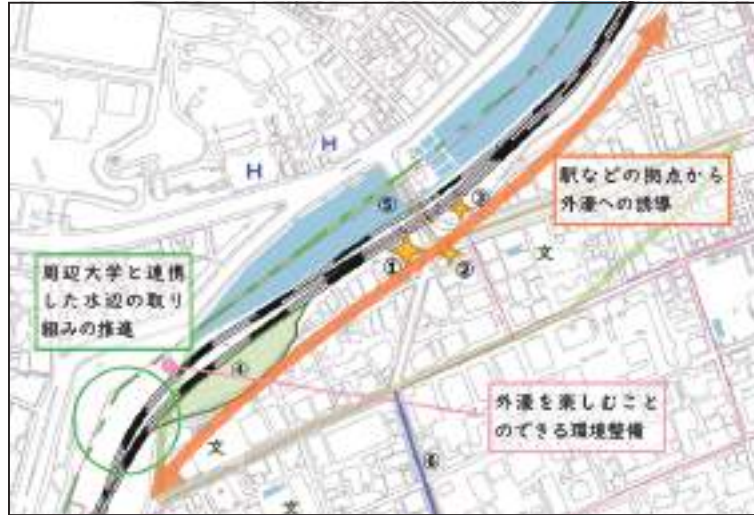 H
H
⑤
③
駅などの拠点から
外濠への誘導
文
①
②
周辺大学と連携
した水辺の取り
組みの推進
④
外濠を楽しむこと
のできる環境整備
文
⑥
文